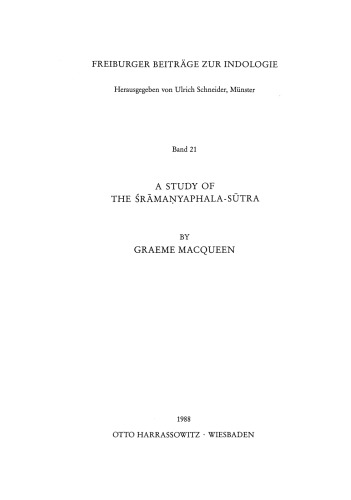 FREIBURGER BEITRÄGE ZUR INDOLOGIE
Herausgegeben von Ulrich Schneider, Münster
Band 21
A STUDY OF
THE ŚRĀMAṆYAPHALA-SŪTRA
BY
GRAEME MACQUEEN
1988
OTTO HARRASSOWITZ · WIESBADEN